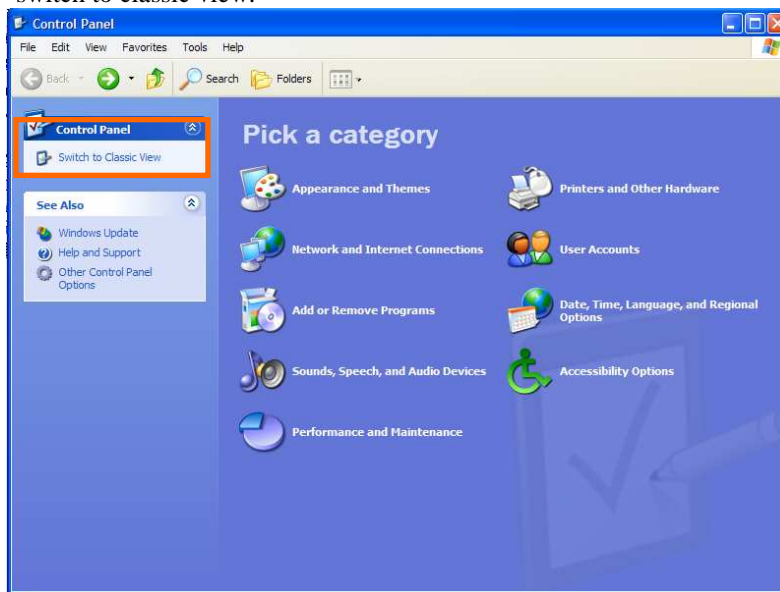 switch to classic view.
Control Panel
File Edit View Favorites Tools Help
Back Search Folders
Control Panel
Switch to Classic View
See Also
Windows Update
Help and Support
Other Control Panel
Options
Pick a category
Appearance and Themes
Printers and Other Hardware
Network and Internet Connections
User Accounts
Add or Remove Programs
Date, Time, Language, and Regional
Options
Sounds, Speech, and Audio Devices
Accessibility Options
Performance and Maintenance